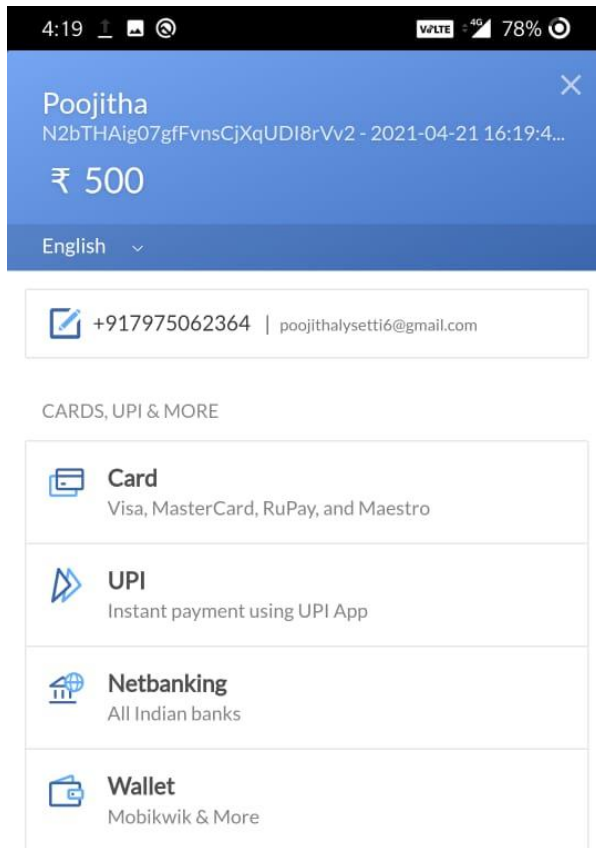 4:19 VoLTE 4G 78%
Poojitha
N2bTHAig07gfFvnsCjXqUDI8rVv2 - 2021-04-21 16:19:4...
₹ 500
English
+917975062364 | poojithalysetti6@gmail.com
CARDS, UPI & MORE
Card
Visa, MasterCard, RuPay, and Maestro
UPI
Instant payment using UPI App
Netbanking
All Indian banks
Wallet
Mobikwik & More